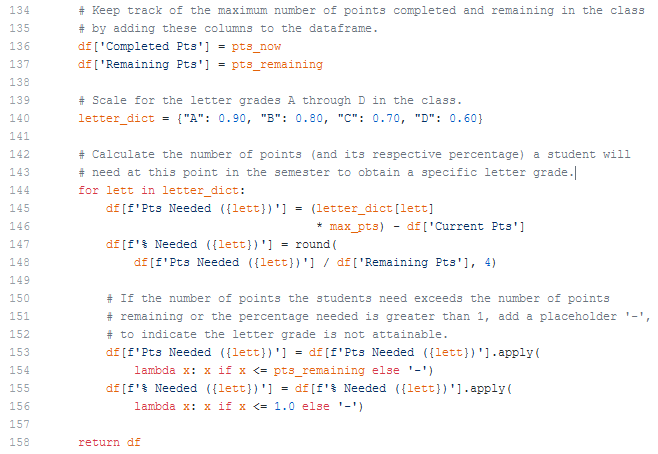 134 # Keep track of the maximum number of points completed and remaining in the class
135 # by adding these columns to the dataframe.
136 df['Completed Pts'] = pts_now
137 df['Remaining Pts'] = pts_remaining
138
139 # Scale for the letter grades A through D in the class.
140 letter_dict = {"A": 0.90, "B": 0.80, "C": 0.70, "D": 0.60}
141
142 # Calculate the number of points (and its respective percentage) a student will
143 # need at this point in the semester to obtain a specific letter grade.
144 for lett in letter_dict:
145     df[f'Pts Needed ({lett})'] = (letter_dict[lett]
146                                   * max_pts) - df['Current Pts']
147     df[f'% Needed ({lett})'] = round(
148         df[f'Pts Needed ({lett})'] / df['Remaining Pts'], 4)
149
150     # If the number of points the students need exceeds the number of points
151     # remaining or the percentage needed is greater than 1, add a placeholder '-',
152     # to indicate the letter grade is not attainable.
153     df[f'Pts Needed ({lett})'] = df[f'Pts Needed ({lett})'].apply(
154         lambda x: x if x <= pts_remaining else '-')
155     df[f'% Needed ({lett})'] = df[f'% Needed ({lett})'].apply(
156         lambda x: x if x <= 1.0 else '-')
157
158 return df